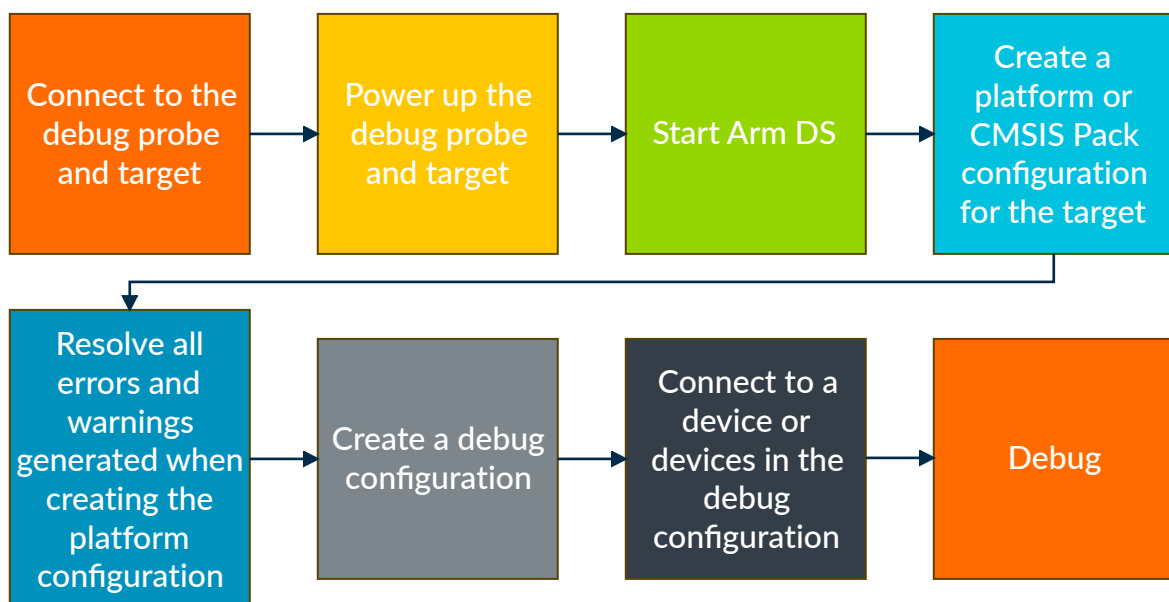 Connect to the
debug probe
and target
Power up the
debug probe
and target
Start Arm DS
Create a
platform or
CMSIS Pack
configuration
for the target
Resolve all
errors and
warnings
generated when
creating the
platform
configuration
Create a debug
configuration
Connect to a
device or
devices in the
debug
configuration
Debug